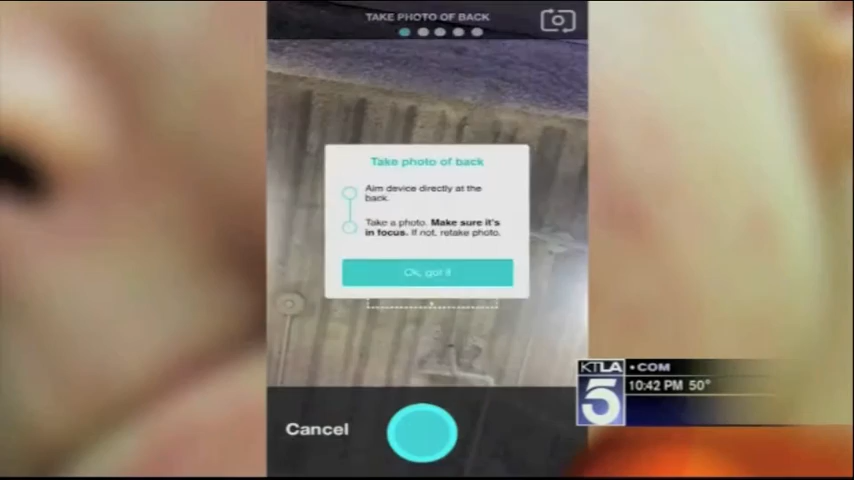 TAKE PHOTO OF BACK
Take photo of back
Aim device directly at the
back.
Take a photo. Make sure it's
in focus. If not, retake photo.
Ok, got it
Cancel
KTLA
5
•COM
10:42 PM 50°